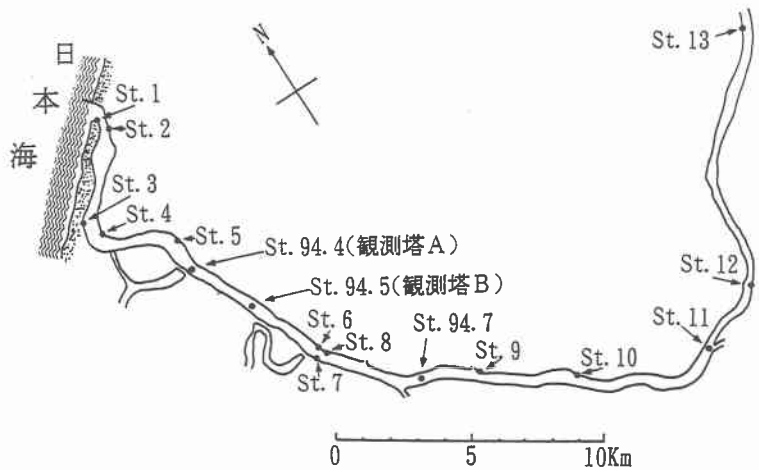 N
St.13
日本海
St.1
St.2
St.3
St.4
St.5
St.94.4(観測塔A)
St.94.5(観測塔B)
St.6
St.8
St.94.7
St.7
St.9
St.10
St.11
St.12
0 5 10Km